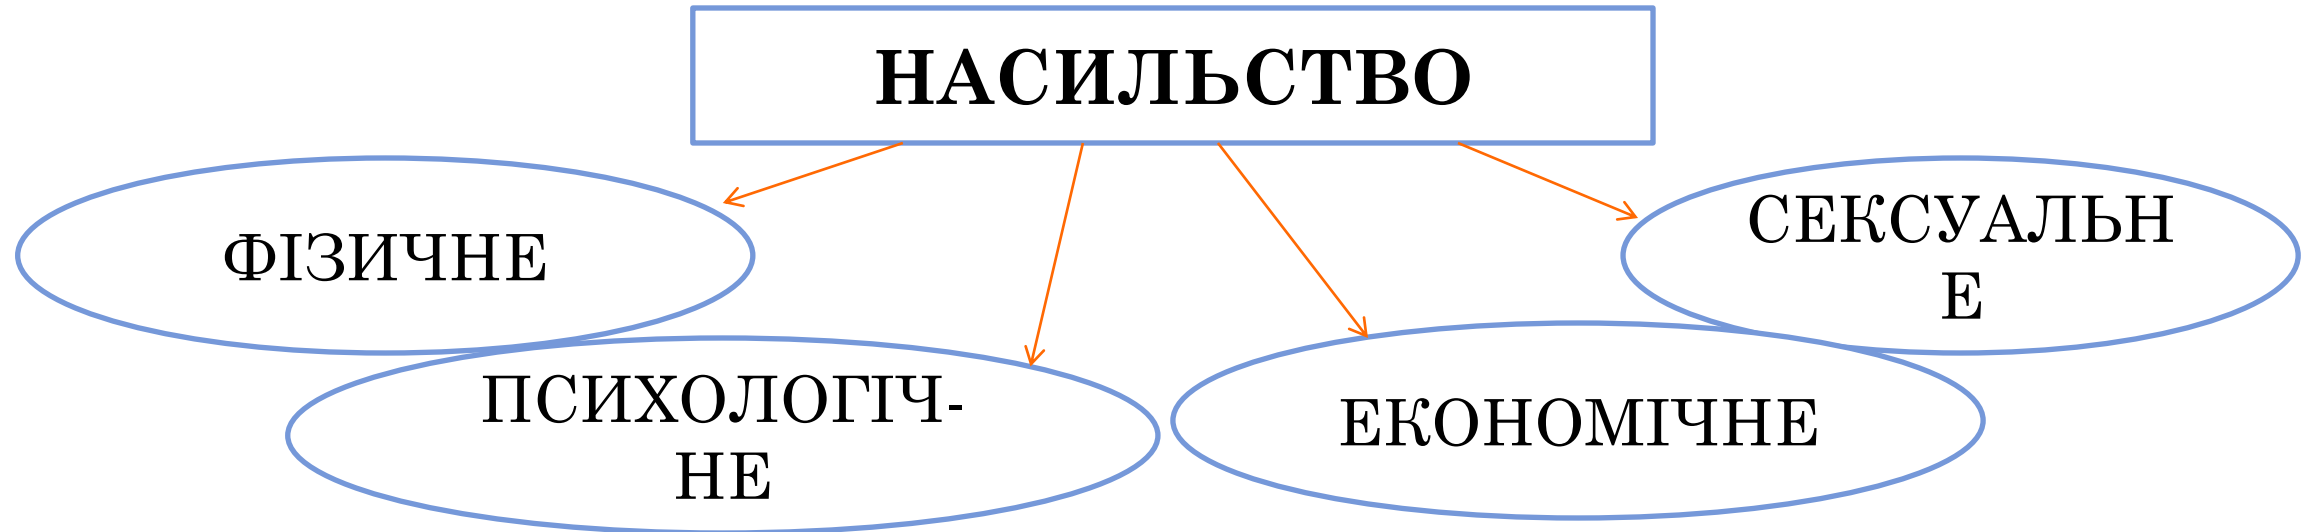 НАСИЛЬСТВО
ФІЗИЧНЕ
ПСИХОЛОГІЧ-
НЕ
ЕКОНОМІЧНЕ
СЕКСУАЛЬН
Е